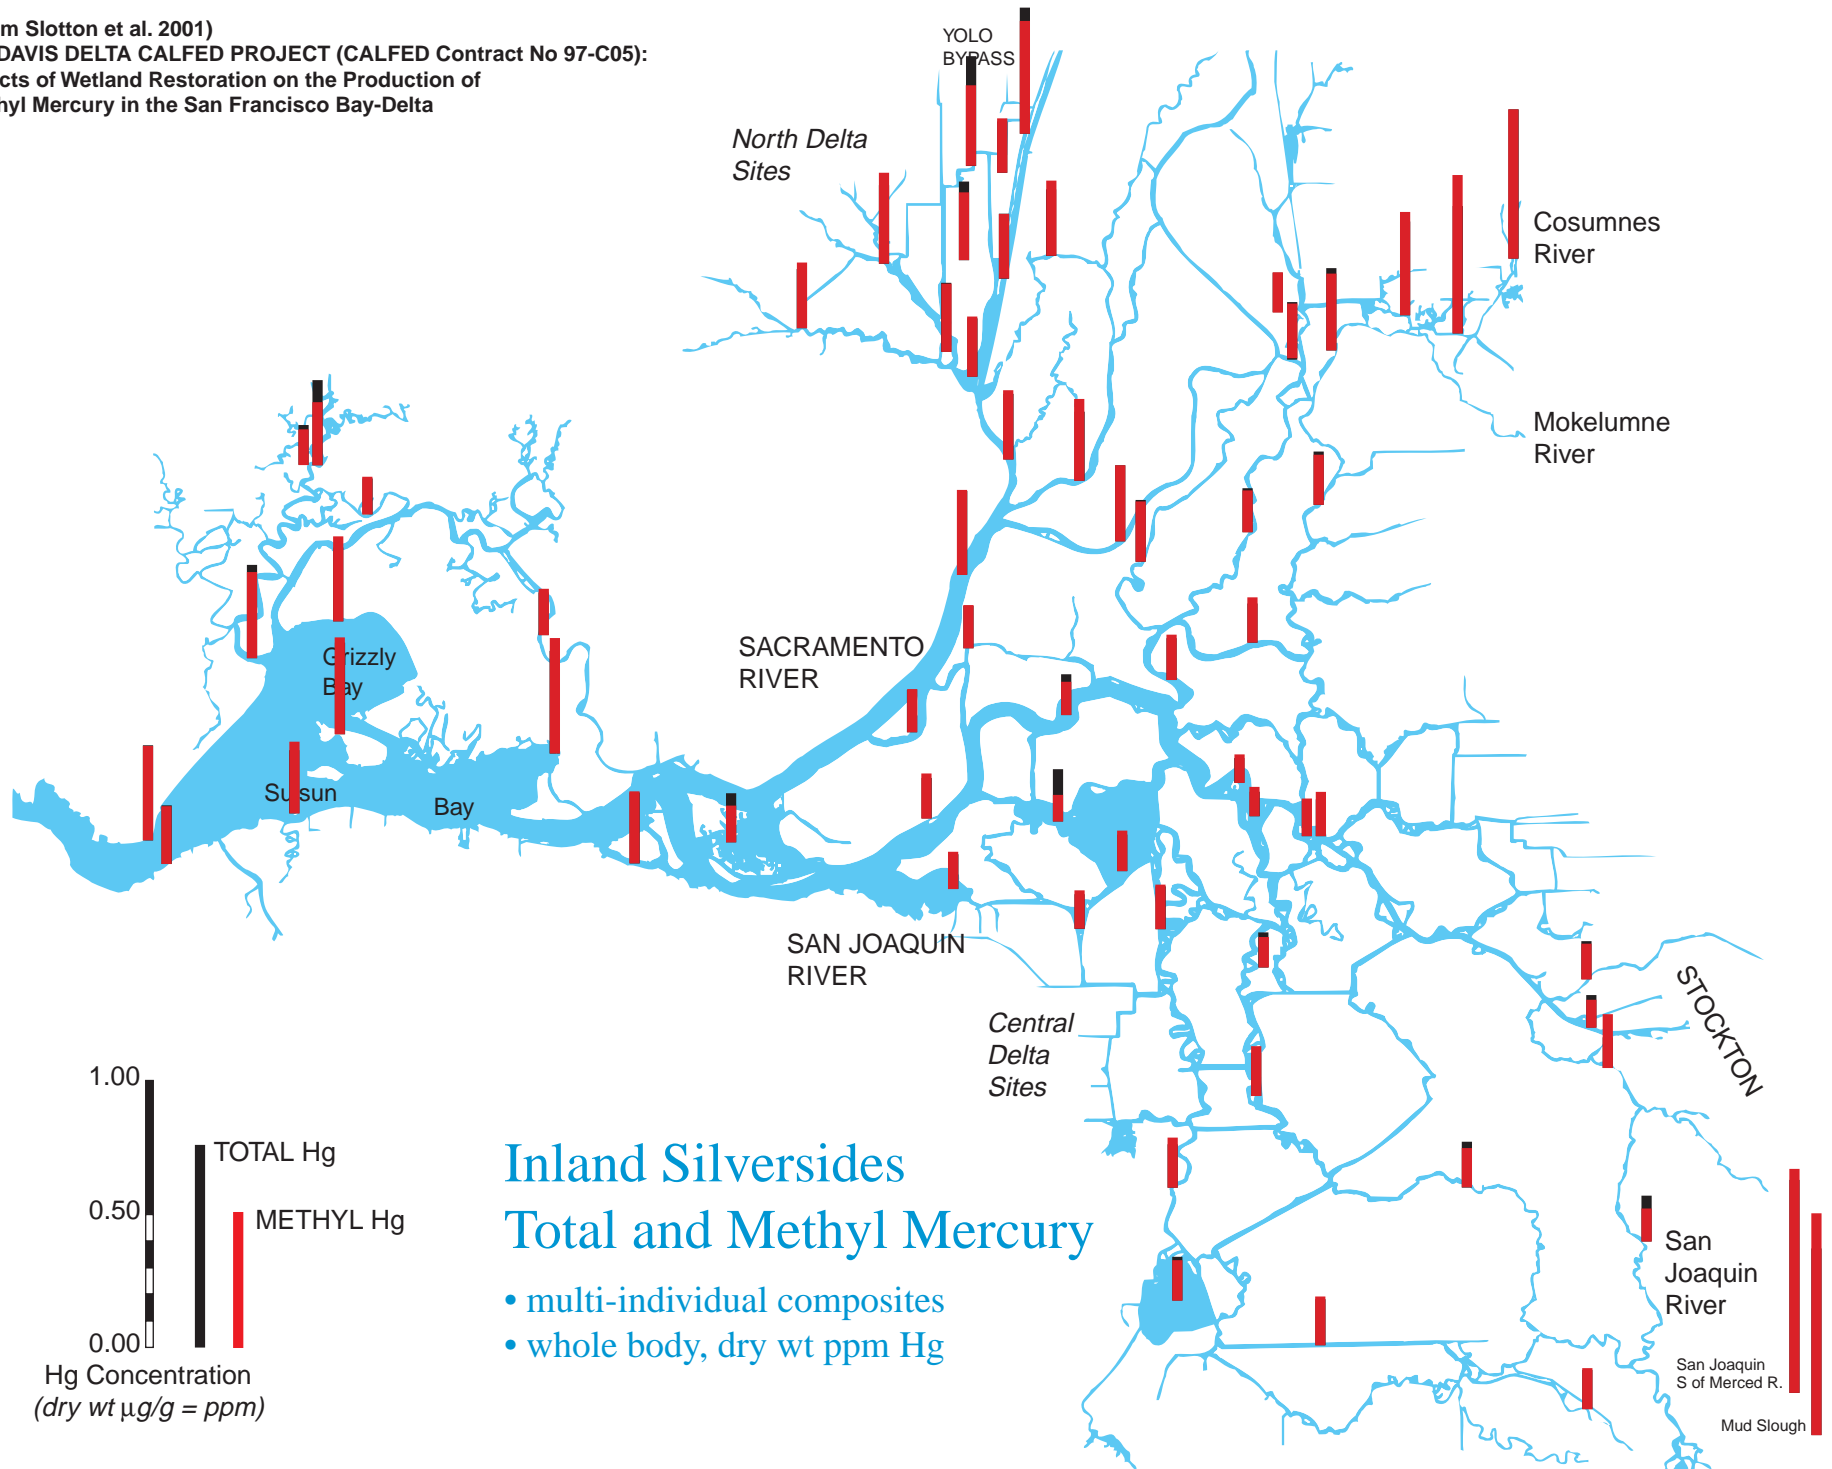 m Slotton et al. 2001)
DAVIS DELTA CALFED PROJECT (CALFED Contract No 97-C05):
cts of Wetland Restoration on the Production of
hyl Mercury in the San Francisco Bay-Delta
YOLO
BYPASS
North Delta
Sites
Cosumnes
River
Mokelumne
River
Grizzly
Bay
SACRAMENTO
RIVER
Suisun
Bay
SAN JOAQUIN
RIVER
Central
Delta
Sites
STOCKTON
1.00
0.50
0.00
TOTAL Hg
METHYL Hg
Hg Concentration
(dry wt µg/g = ppm)
Inland Silversides
Total and Methyl Mercury
• multi-individual composites
• whole body, dry wt ppm Hg
San
Joaquin
River
San Joaquin
S of Merced R.
Mud Slough